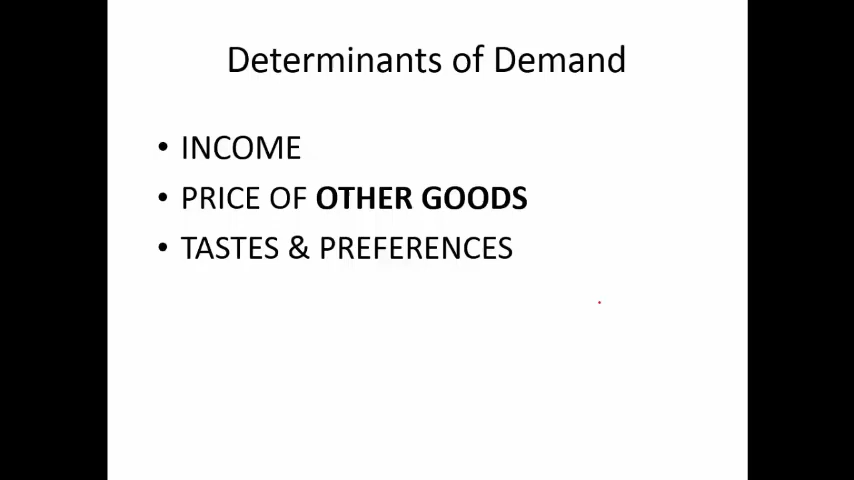 Determinants of Demand
• INCOME
• PRICE OF OTHER GOODS
• TASTES & PREFERENCES